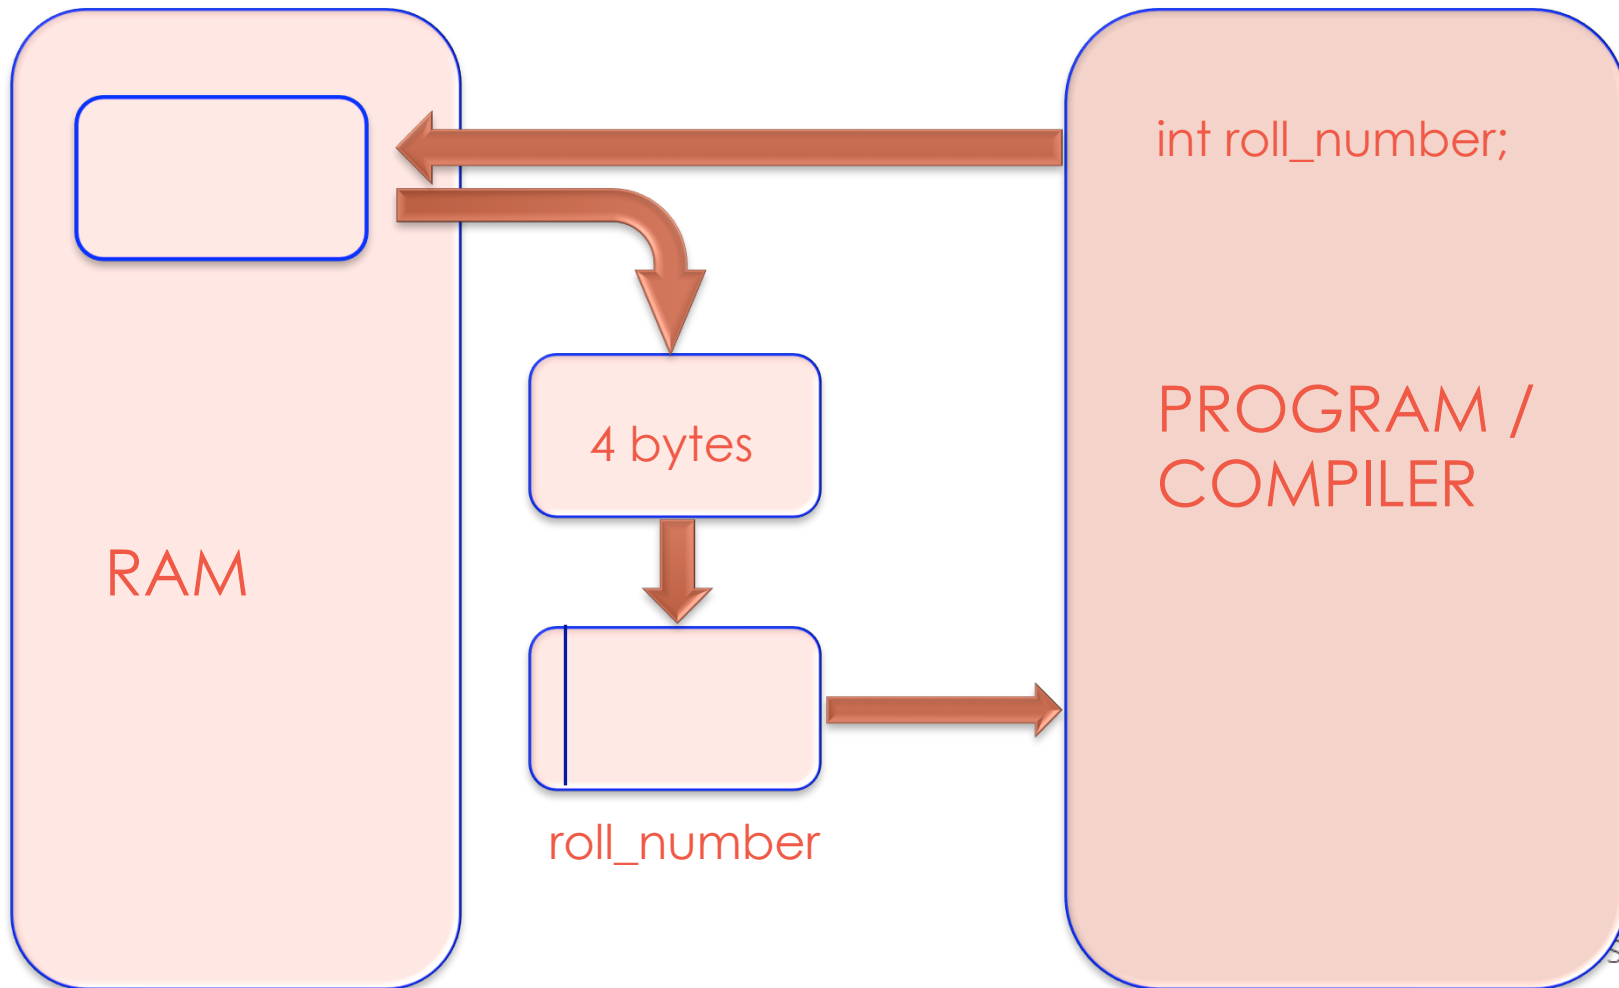 int roll_number;
4 bytes
PROGRAM /
COMPILER
RAM
roll_number